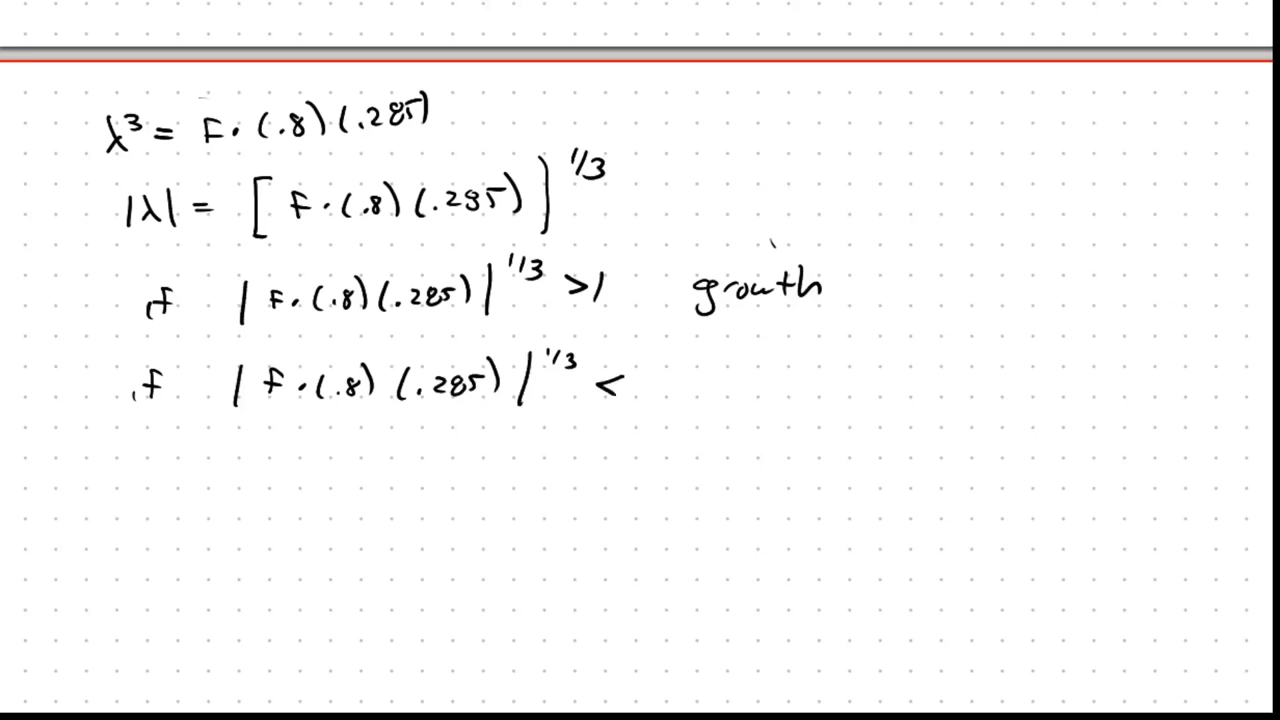 λ³ = F · (.8) (.285)
|λ| = [ F · (.8) (.285) ]^1/3
if | F · (.8) (.285) |^1/3 > 1 growth
if | F · (.8) (.285) |^1/3 <